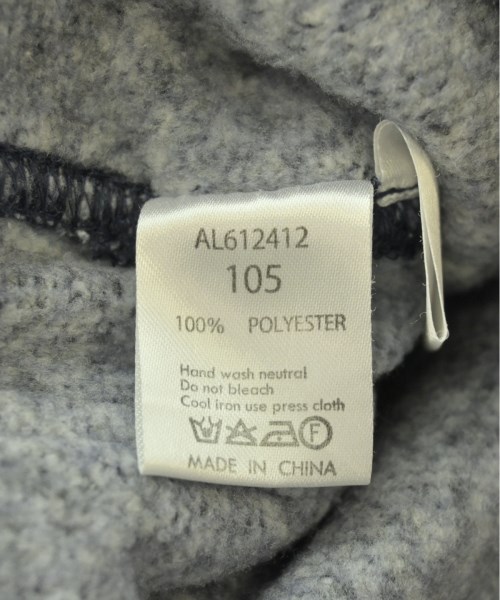 AL612412
105
100% POLYESTER
Hand wash neutral
Do not bleach
Cool iron use press cloth
F
MADE IN CHINA